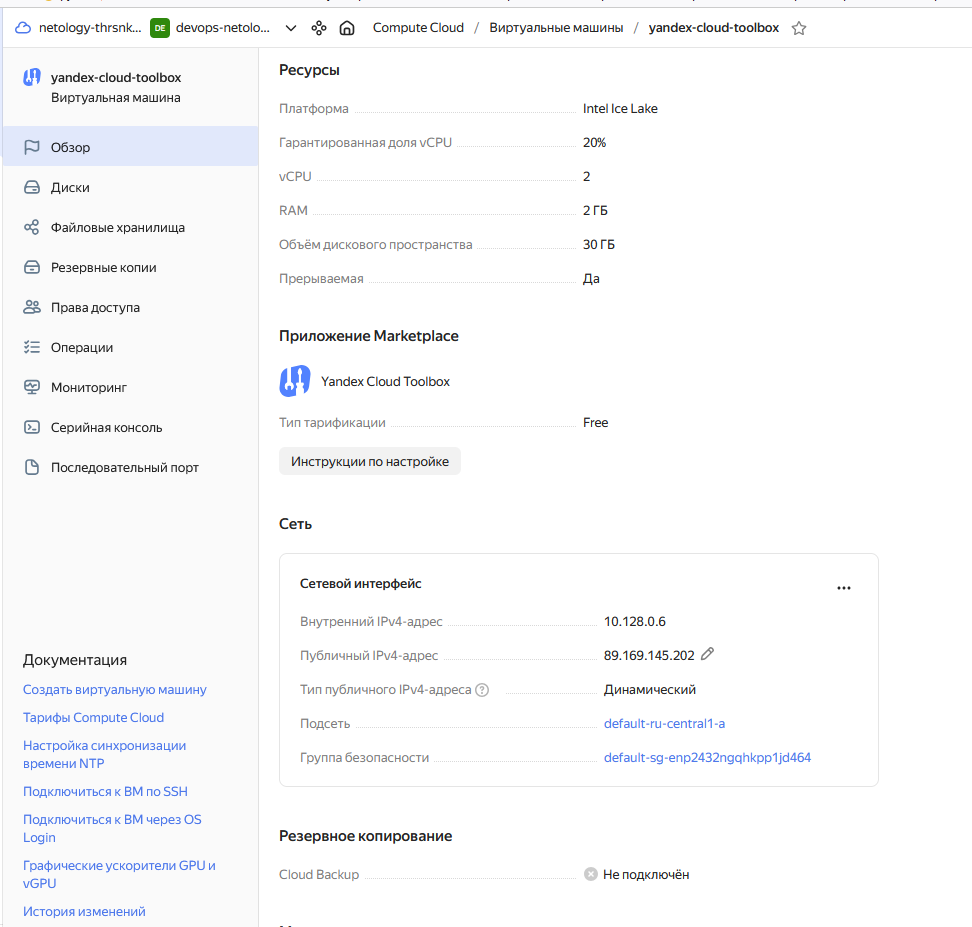 netology-thrsnk... DE devops-netolo... Compute Cloud / Виртуальные машины / yandex-cloud-toolbox
yandex-cloud-toolbox
Виртуальная машина
Обзор
Диски
Файловые хранилища
Резервные копии
Права доступа
Операции
Мониторинг
Серийная консоль
Последовательный порт
Документация
Создать виртуальную машину
Тарифы Compute Cloud
Настройка синхронизации
времени NTP
Подключиться к ВМ по SSH
Подключиться к ВМ через OS
Login
Графические ускорители GPU и
vGPU
История изменений
Ресурсы
Платформа Intel Ice Lake
Гарантированная доля vCPU 20%
vCPU 2
RAM 2 ГБ
Объём дискового пространства 30 ГБ
Прерываемая Да
Приложение Marketplace
Yandex Cloud Toolbox
Тип тарификации Free
Инструкции по настройке
Сеть
Сетевой интерфейс
Внутренний IPv4-адрес 10.128.0.6
Публичный IPv4-адрес 89.169.145.202
Тип публичного IPv4-адреса Динамический
Подсеть default-ru-central1-a
Группа безопасности default-sg-enp2432ngqhkpp1jd464
Резервное копирование
Cloud Backup Не подключён